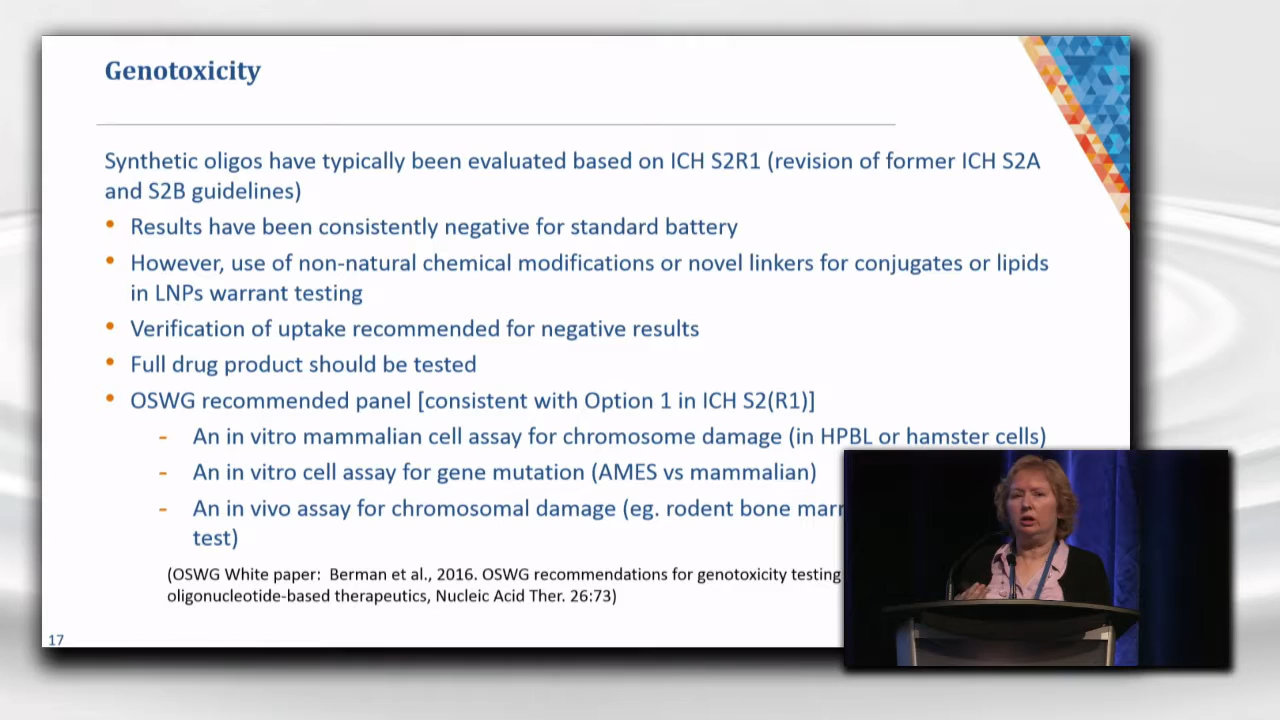 Genotoxicity
Synthetic oligos have typically been evaluated based on ICH S2R1 (revision of former ICH S2A
and S2B guidelines)
• Results have been consistently negative for standard battery
• However, use of non-natural chemical modifications or novel linkers for conjugates or lipids
in LNPs warrant testing
• Verification of uptake recommended for negative results
• Full drug product should be tested
• OSWG recommended panel [consistent with Option 1 in ICH S2(R1)]
- An in vitro mammalian cell assay for chromosome damage (in HPBL or hamster cells)
- An in vitro cell assay for gene mutation (AMES vs mammalian)
- An in vivo assay for chromosomal damage (eg. rodent bone
test)
(OSWG White paper: Berman et al., 2016. OSWG recommendations for genotoxicity testing
oligonucleotide-based therapeutics, Nucleic Acid Ther. 26:73)
17